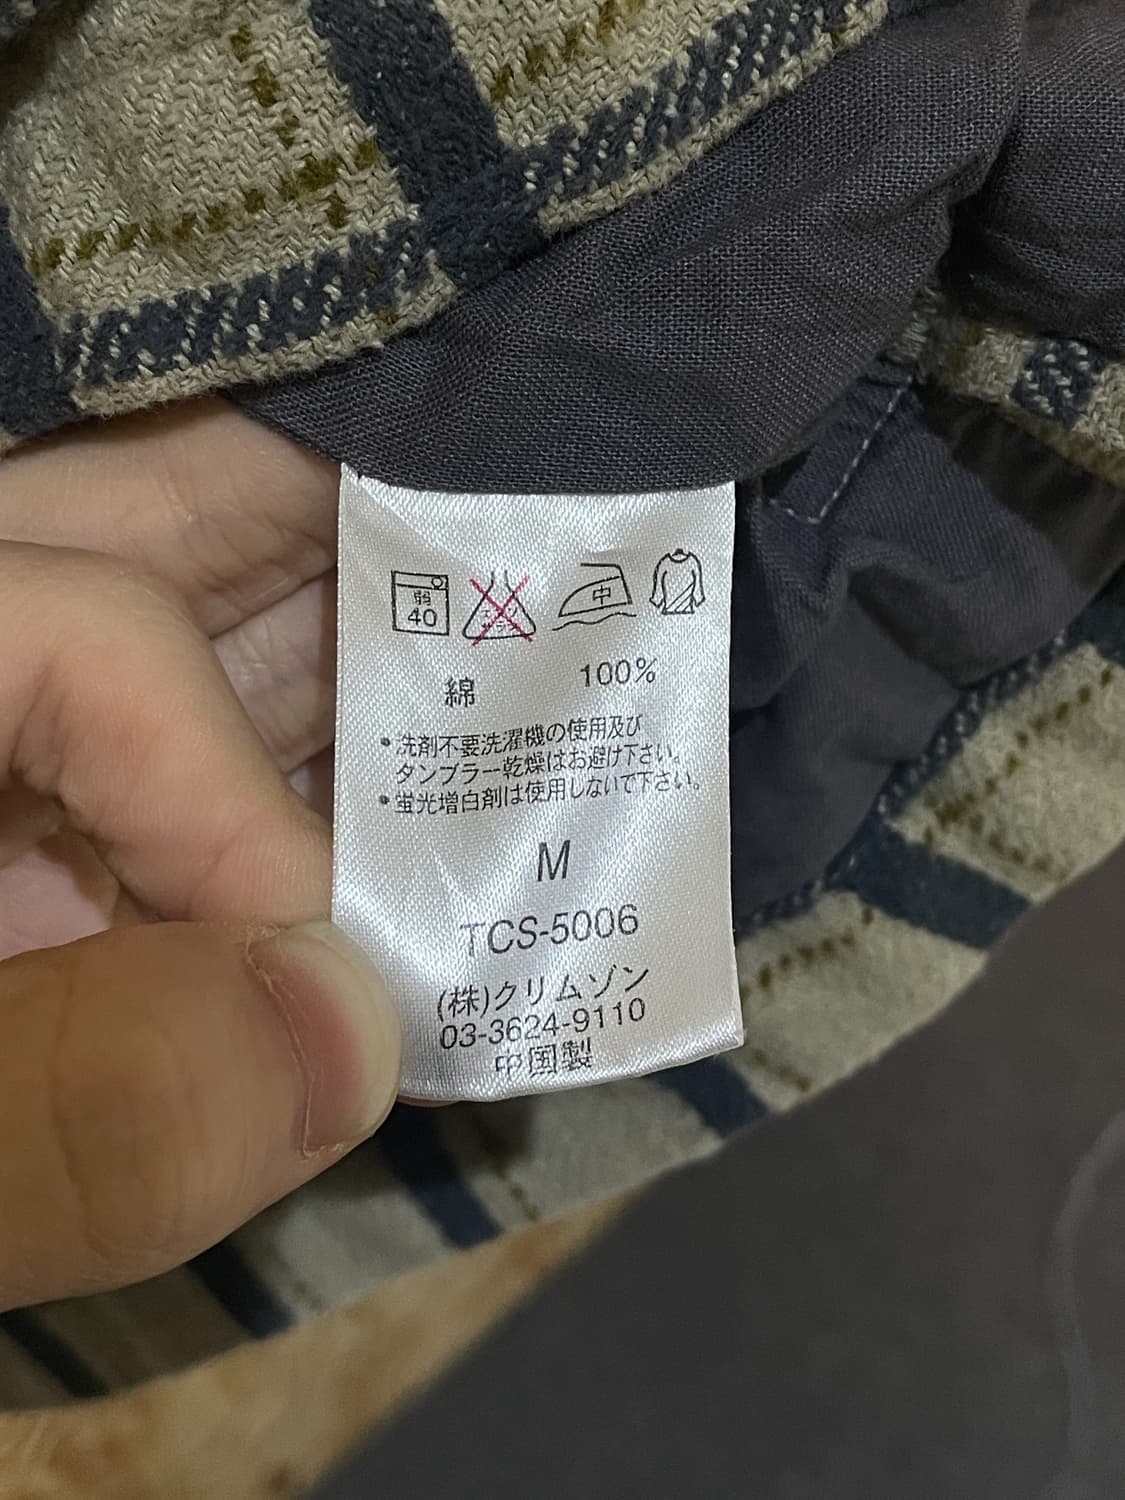 弱
40
中
綿 100%
•洗剤不要洗濯機の使用及び
タンブラー乾燥はお避け下さい。
•蛍光増白剤は使用しないで下さい。
M
TCS-5006
(株)クリムゾン
03-3624-9110
中国製